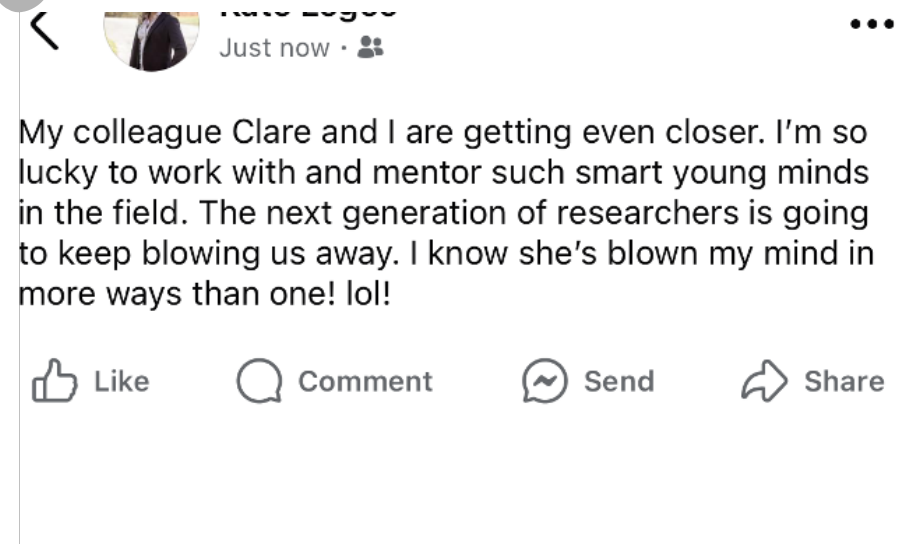 Just now ·
My colleague Clare and I are getting even closer. I'm so
lucky to work with and mentor such smart young minds
in the field. The next generation of researchers is going
to keep blowing us away. I know she's blown my mind in
more ways than one! lol!
Like Comment Send Share